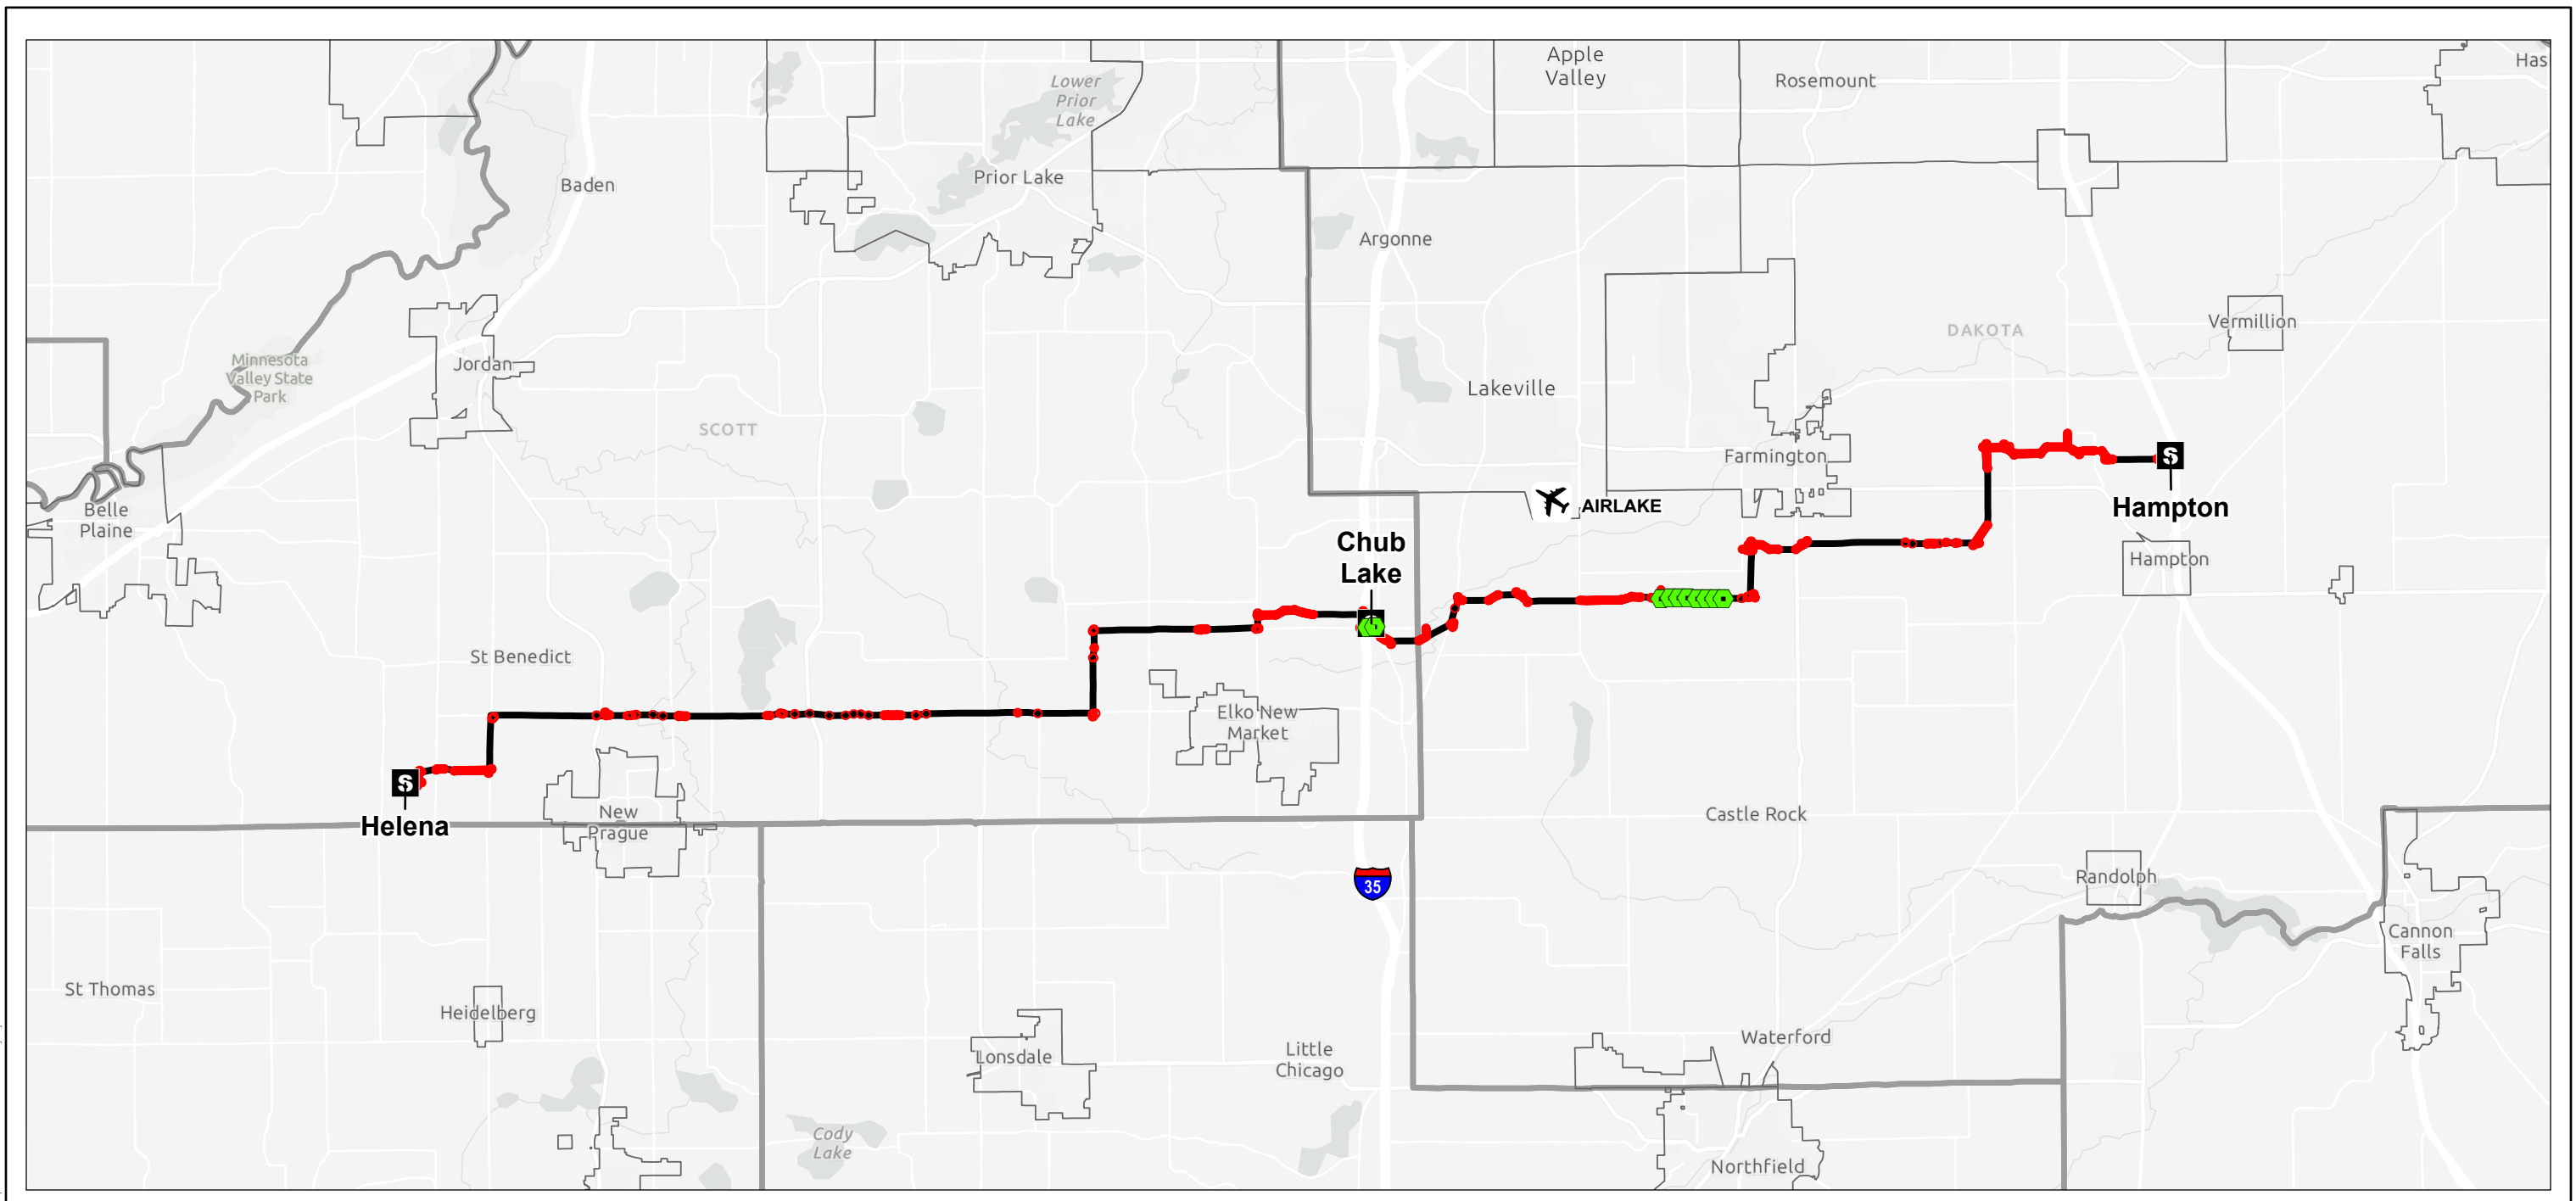 Apple
Valley
Rosemount
Has
Lower
Prior
Lake
Baden
Prior Lake
Argonne
Vermillion
DAKOTA
Minnesota
Valley State
Park
Jordan
Lakeville
SCOTT
Farmington
S
Hampton
Belle
Plaine
AIRLAKE
Chub
Lake
Hampton
St Benedict
Elko New
Market
S
Helena
New
Prague
Castle Rock
35
Randolph
Cannon
Falls
St Thomas
Heidelberg
Lonsdale
Little
Chicago
Waterford
Cody
Lake
Northfield